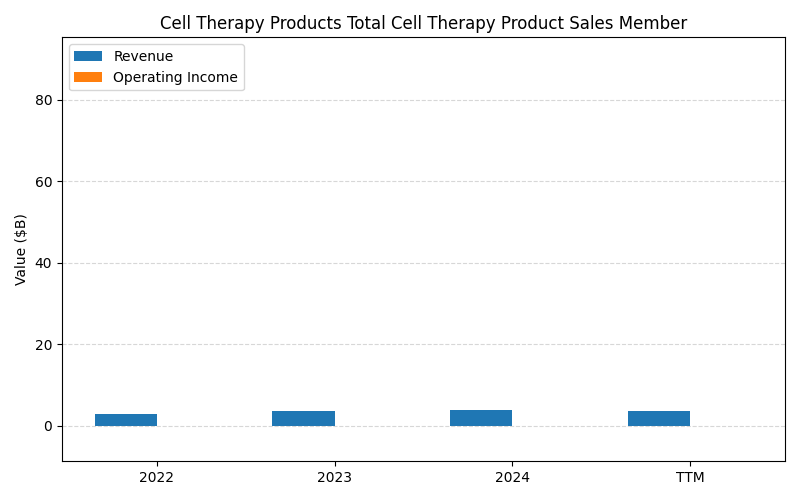 Cell Therapy Products Total Cell Therapy Product Sales Member
Revenue
Operating Income
Value ($B)
80
60
40
20
0
2022
2023
2024
TTM